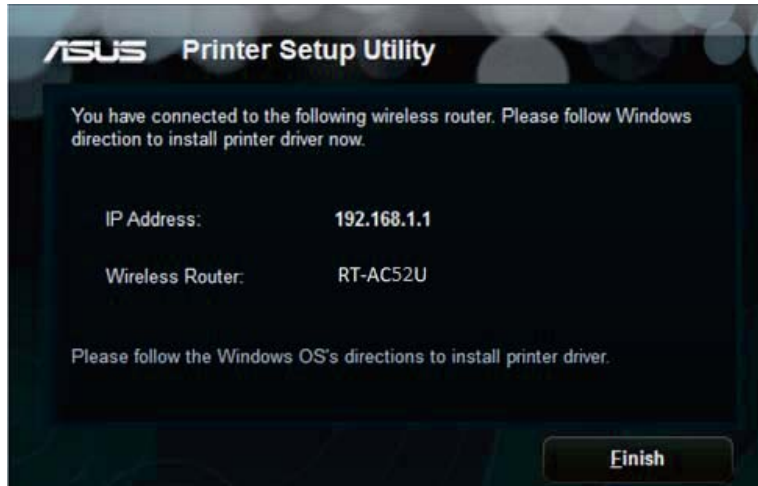 ASUS Printer Setup Utility
You have connected to the following wireless router. Please follow Windows
direction to install printer driver now.
IP Address: 192.168.1.1
Wireless Router: RT-AC52U
Please follow the Windows OS's directions to install printer driver.
Finish